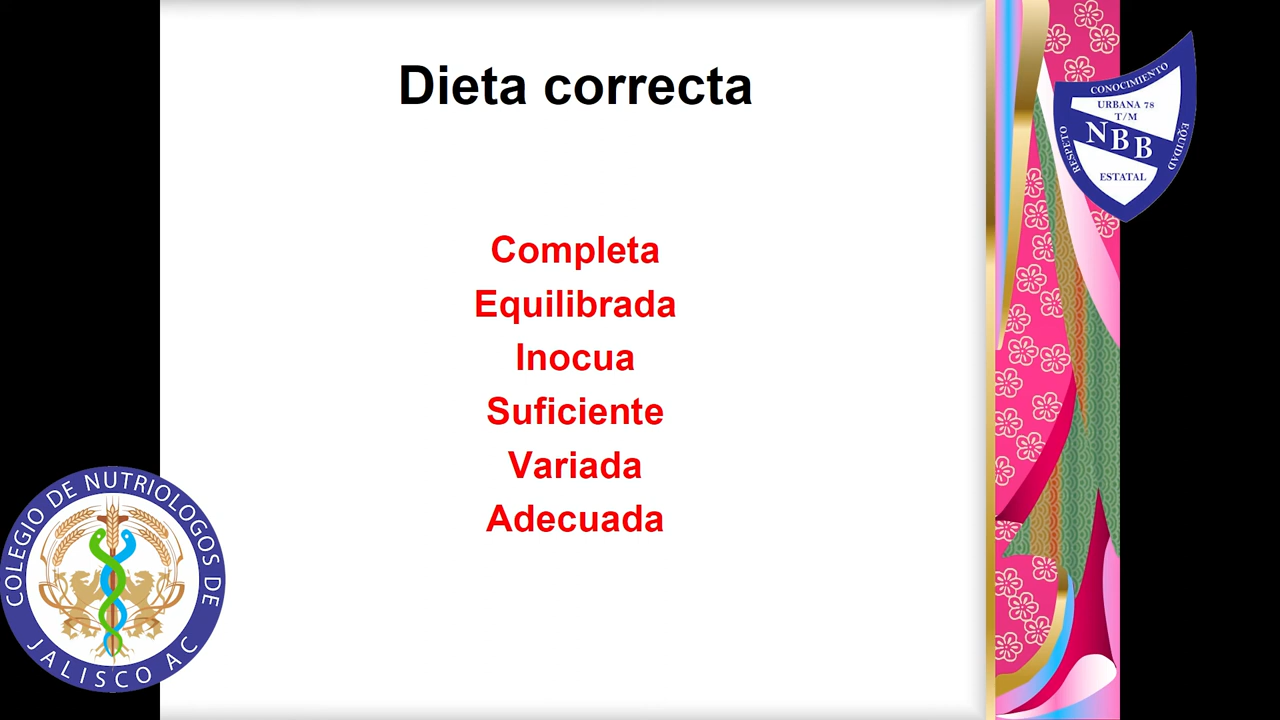 Dieta correcta
Completa
Equilibrada
Inocua
Suficiente
Variada
Adecuada
CONOCIMIENTO
URBANA 78
T/M
NBB
RESPETO
EQUIDAD
ESTATAL
COLEGIO DE NUTRIOLOGOS DE
JALISCO AC